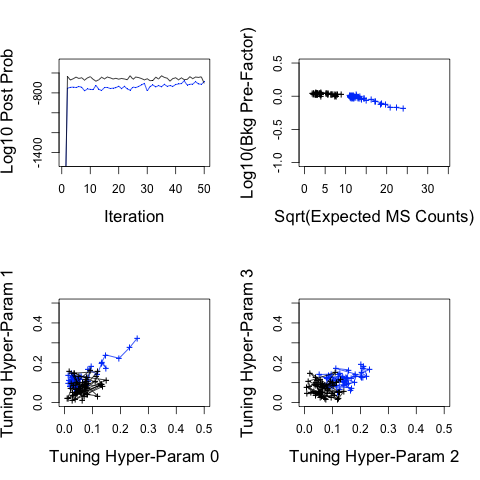 Log10 Post Prob
-1400 -800
0 10 20 30 40 50
Iteration
Log10(Bkg Pre-Factor)
-1.0 -0.5 0.0 0.5
0 5 10 15 20 30
Sqrt(Expected MS Counts)
Tuning Hyper-Param 1
0.0 0.2 0.4
0.0 0.1 0.2 0.3 0.4 0.5
Tuning Hyper-Param 0
Tuning Hyper-Param 3
0.0 0.2 0.4
0.0 0.1 0.2 0.3 0.4 0.5
Tuning Hyper-Param 2